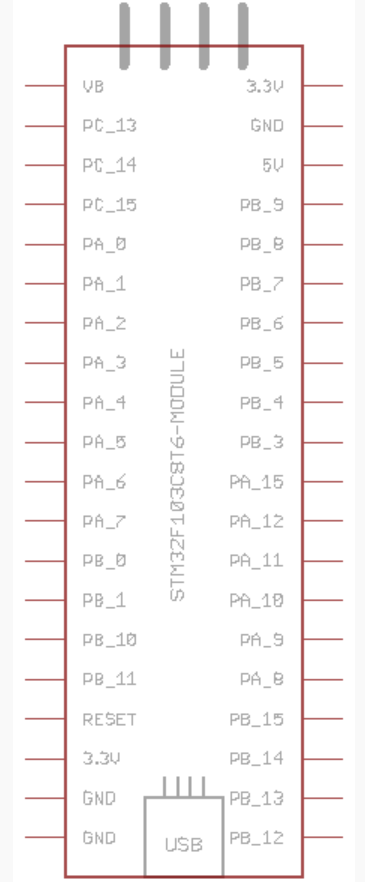 VB 3.3V
PC_13 GND
PC_14 5V
PC_15 PB_9
PA_0 PB_8
PA_1 PB_7
PA_2 PB_6
PA_3 PB_5
PA_4 PB_4
PA_5 PB_3
PA_6 PA_15
PA_7 PA_12
PB_0 PA_11
PB_1 PA_10
PB_10 PA_9
PB_11 PA_8
RESET PB_15
3.3V PB_14
GND PB_13
GND PB_12
STM32F103C8T6-MODULE
USB